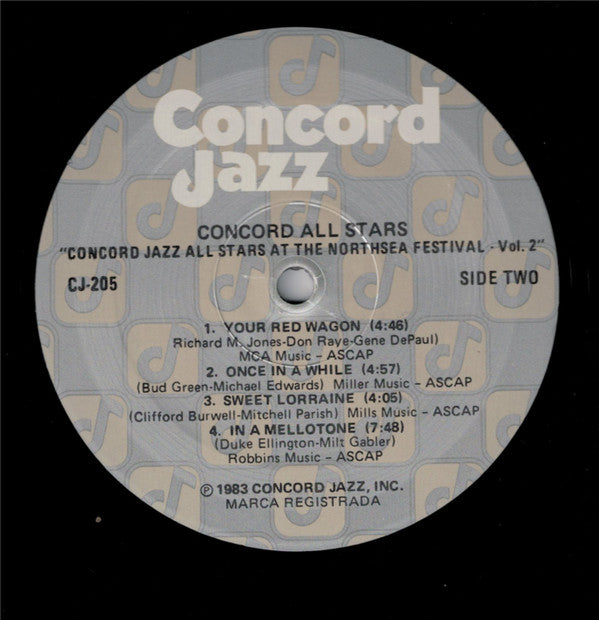 Concord
Jazz
CONCORD ALL STARS
"CONCORD JAZZ ALL STARS AT THE NORTHSEA FESTIVAL - Vol. 2"
CJ-205 SIDE TWO
1. YOUR RED WAGON (4:46)
Richard M. Jones-Don Raye-Gene DePaul)
MCA Music – ASCAP
2. ONCE IN A WHILE (4:57)
(Bud Green-Michael Edwards) Miller Music – ASCAP
3. SWEET LORRAINE (4:05)
(Clifford Burwell-Mitchell Parish) Mills Music – ASCAP
4. IN A MELLOTONE (7:48)
(Duke Ellington-Milt Gabler)
Robbins Music – ASCAP
℗ 1983 CONCORD JAZZ, INC.
MARCA REGISTRADA